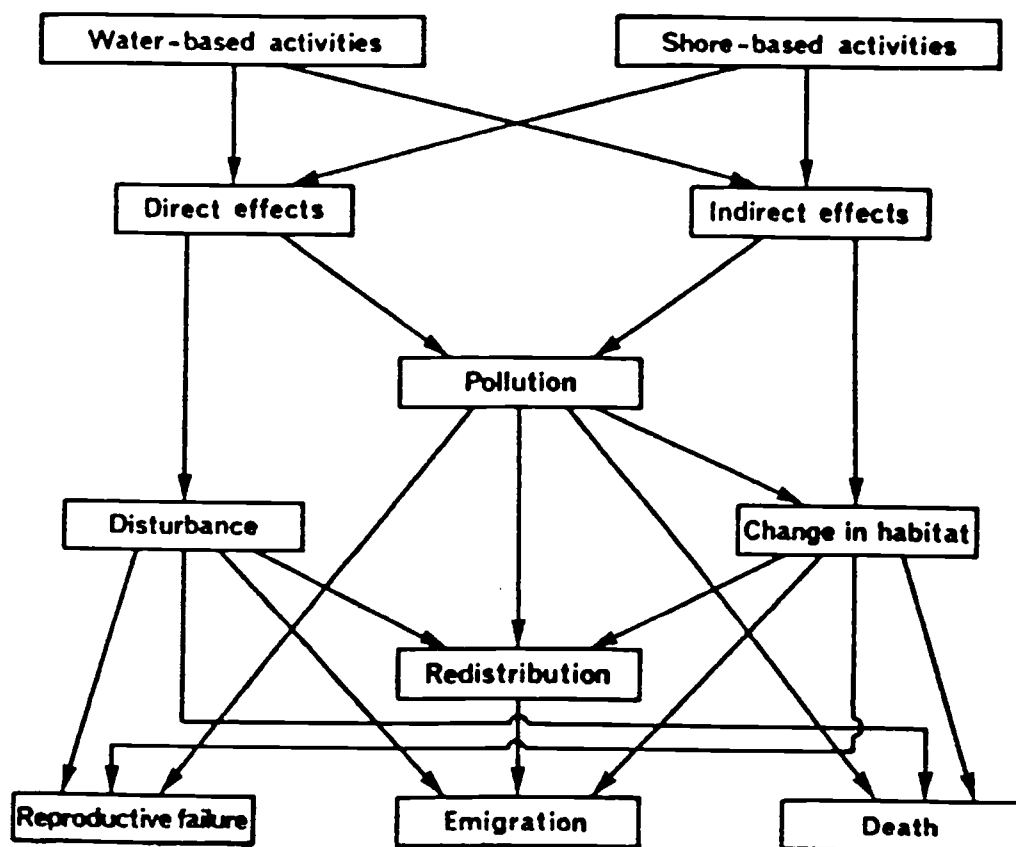 Water-based activities
Shore-based activities
Direct effects
Indirect effects
Pollution
Disturbance
Change in habitat
Redistribution
Reproductive failure
Emigration
Death